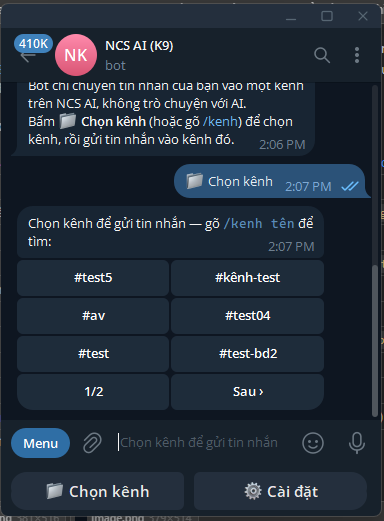 410K
NK
NCS AI (K9)
bot
Bot chỉ chuyển tin nhắn của bạn vào một kênh
trên NCS AI, không trò chuyện với AI.
Bấm 📁 Chọn kênh (hoặc gõ /kenh) để chọn
kênh, rồi gửi tin nhắn vào kênh đó.
2:06 PM
📁 Chọn kênh 2:07 PM
Chọn kênh để gửi tin nhắn — gõ /kenh tên để
tìm:
2:07 PM
#test5 #kênh-test
#av #test04
#test #test-bd2
1/2 Sau ›
Menu Chọn kênh để gửi tin nhắn
📁 Chọn kênh ⚙️ Cài đặt